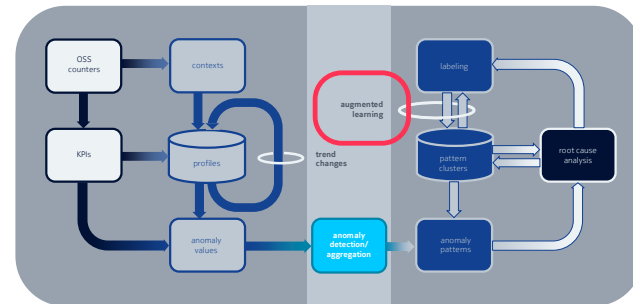 OSS
counters
contexts
labeling
augmented
learning
KPIs
profiles
trend
changes
pattern
clusters
root cause
analysis
anomaly
values
anomaly
detection/
aggregation
anomaly
patterns